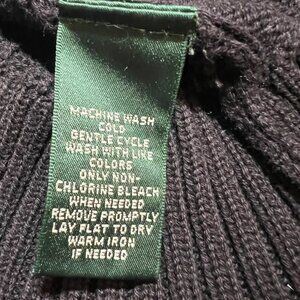 MACHINE WASH
COLD
GENTLE CYCLE
WASH WITH LIKE
COLORS
ONLY NON-
CHLORINE BLEACH
WHEN NEEDED
REMOVE PROMPTLY
LAY FLAT TO DRY
WARM IRON
IF NEEDED